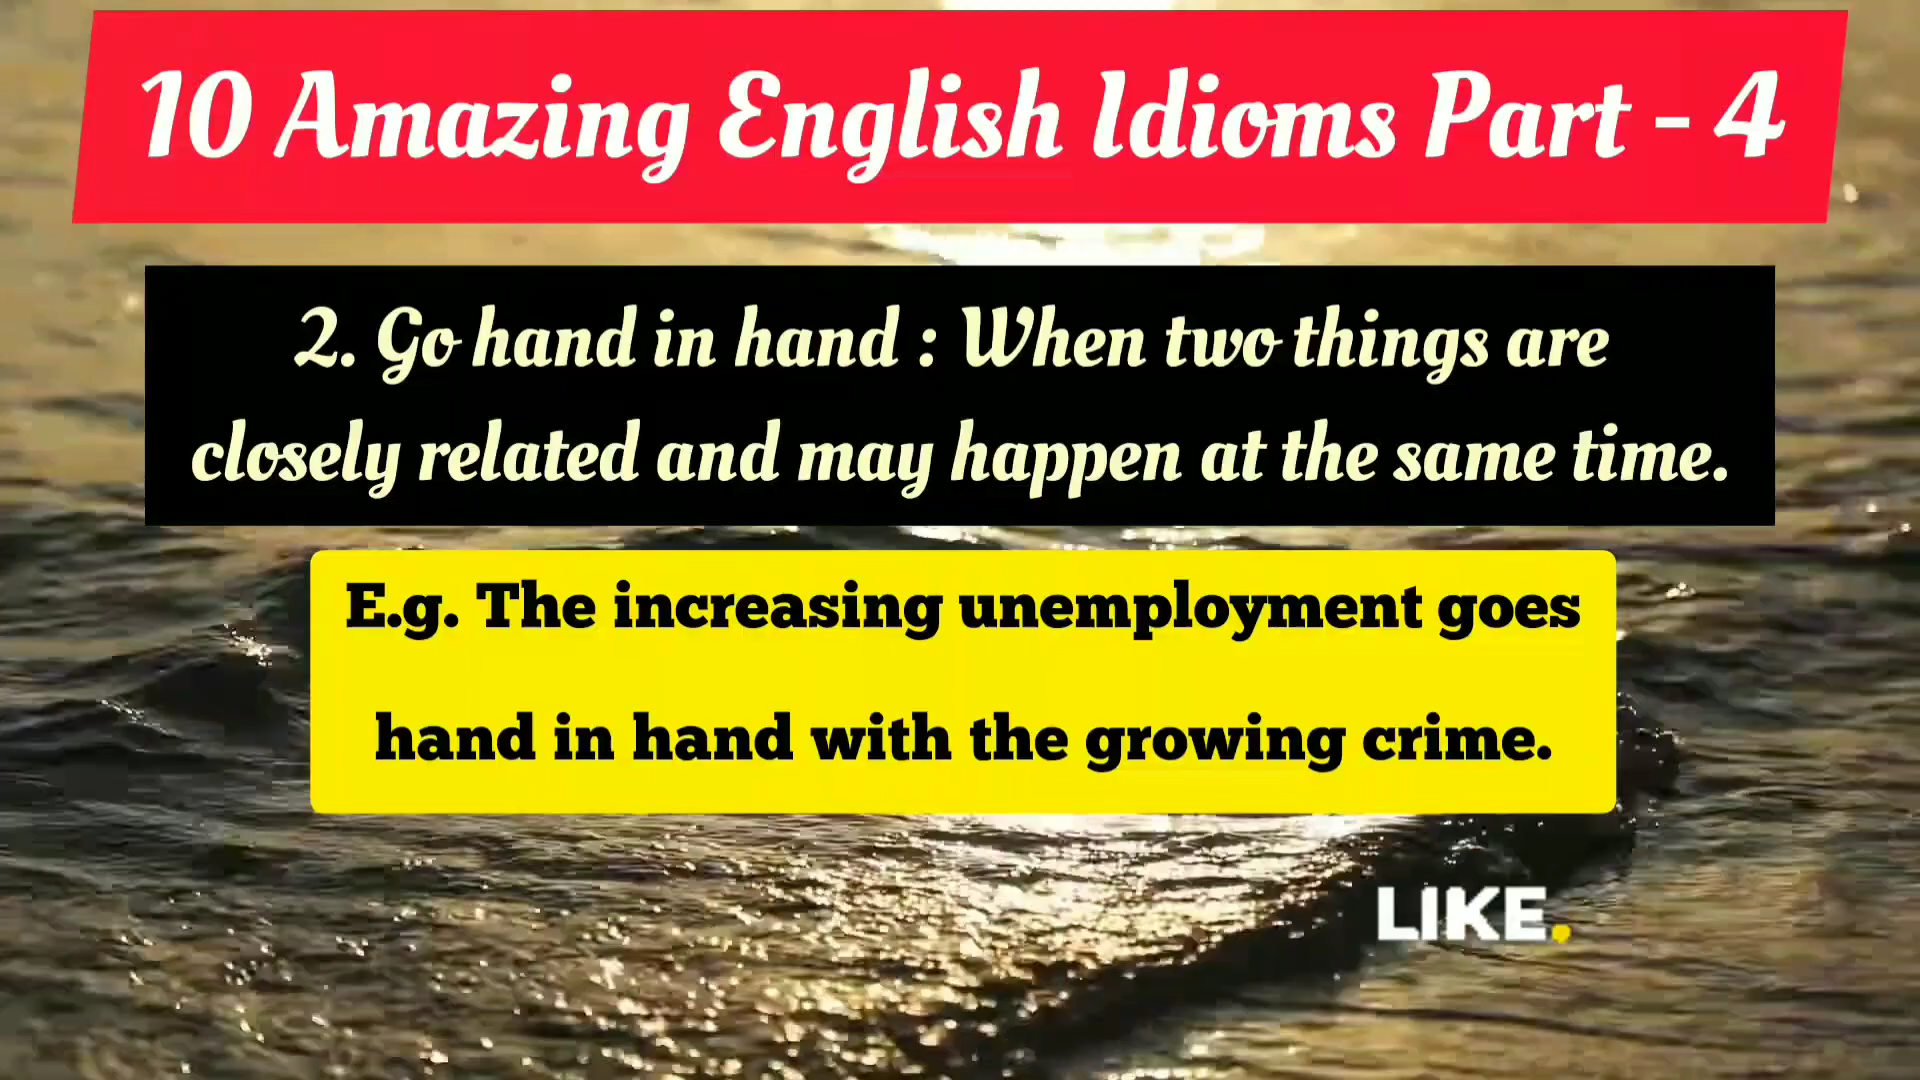 10 Amazing English Idioms Part - 4
2. Go hand in hand : When two things are
closely related and may happen at the same time.
E.g. The increasing unemployment goes
hand in hand with the growing crime.
LIKE.